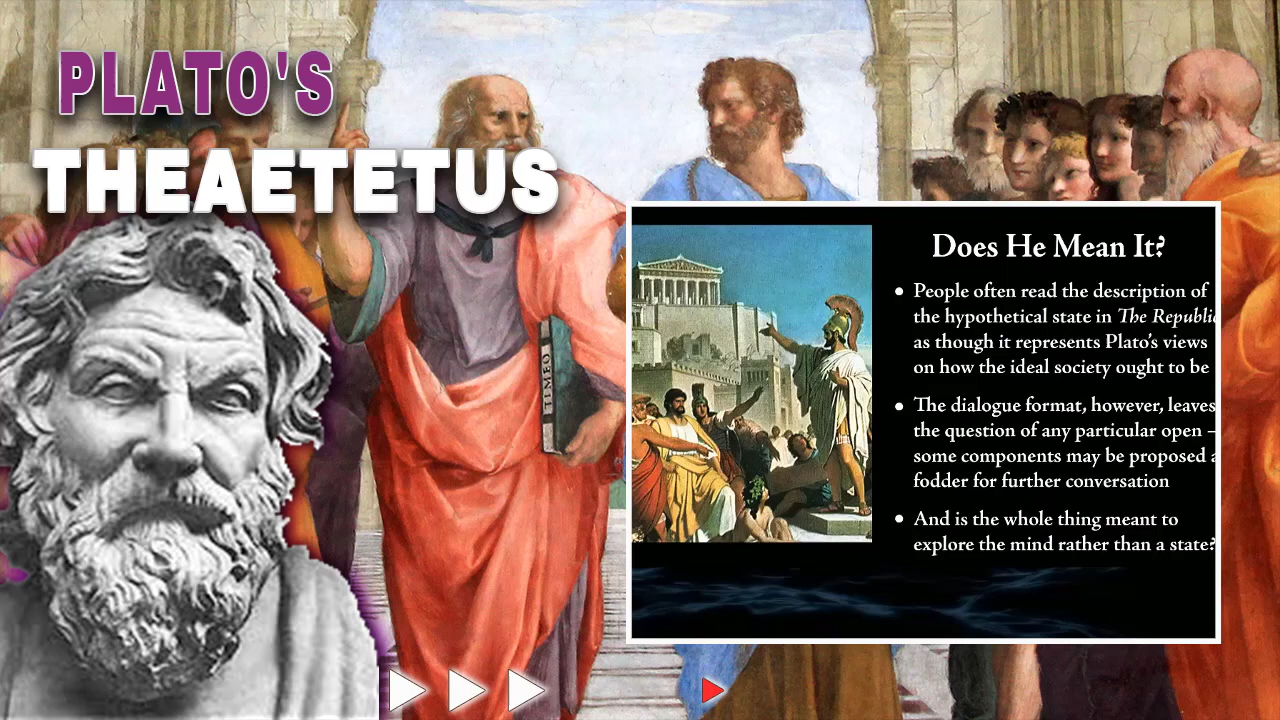 PLATO'S
THEAETETUS
TIMEO
Does He Mean It?
• People often read the description of
the hypothetical state in The Republic
as though it represents Plato's views
on how the ideal society ought to be
• The dialogue format, however, leaves
the question of any particular open –
some components may be proposed a
fodder for further conversation
• And is the whole thing meant to
explore the mind rather than a state?